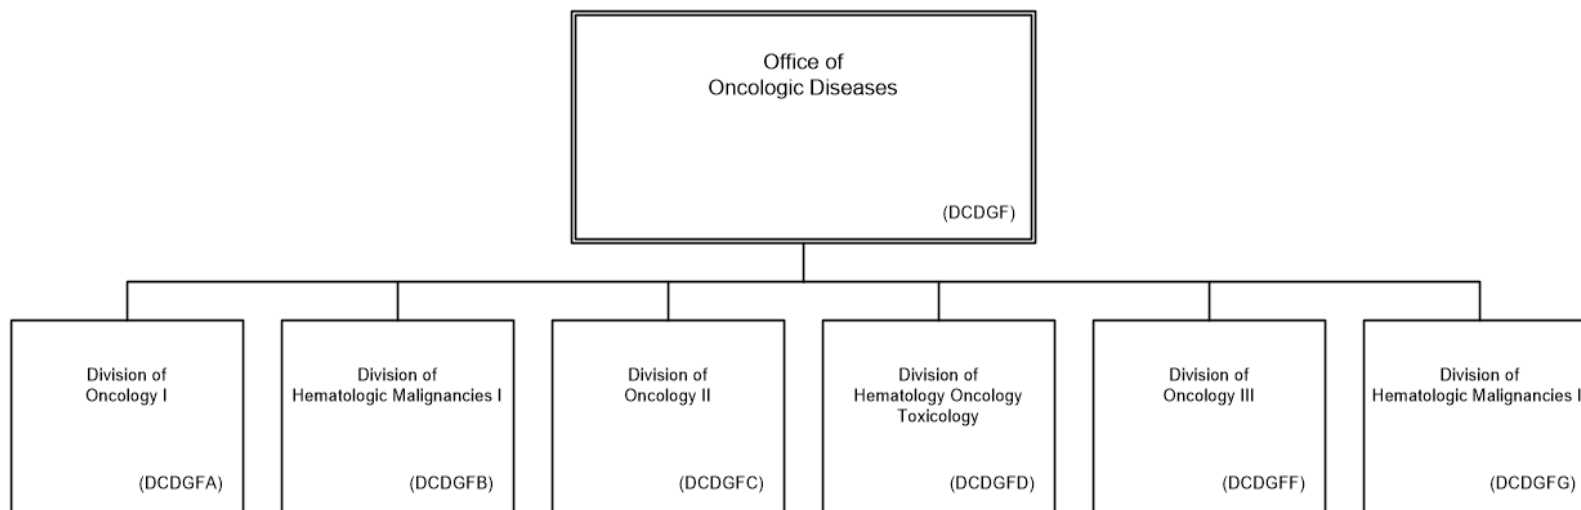 Office of
Oncologic Diseases
(DCDGF)
Division of
Oncology I
(DCDGFA)
Division of
Hematologic Malignancies I
(DCDGFB)
Division of
Oncology II
(DCDGFC)
Division of
Hematology Oncology
Toxicology
(DCDGFD)
Division of
Oncology III
(DCDGFF)
Division of
Hematologic Malignancies
(DCDGFG)